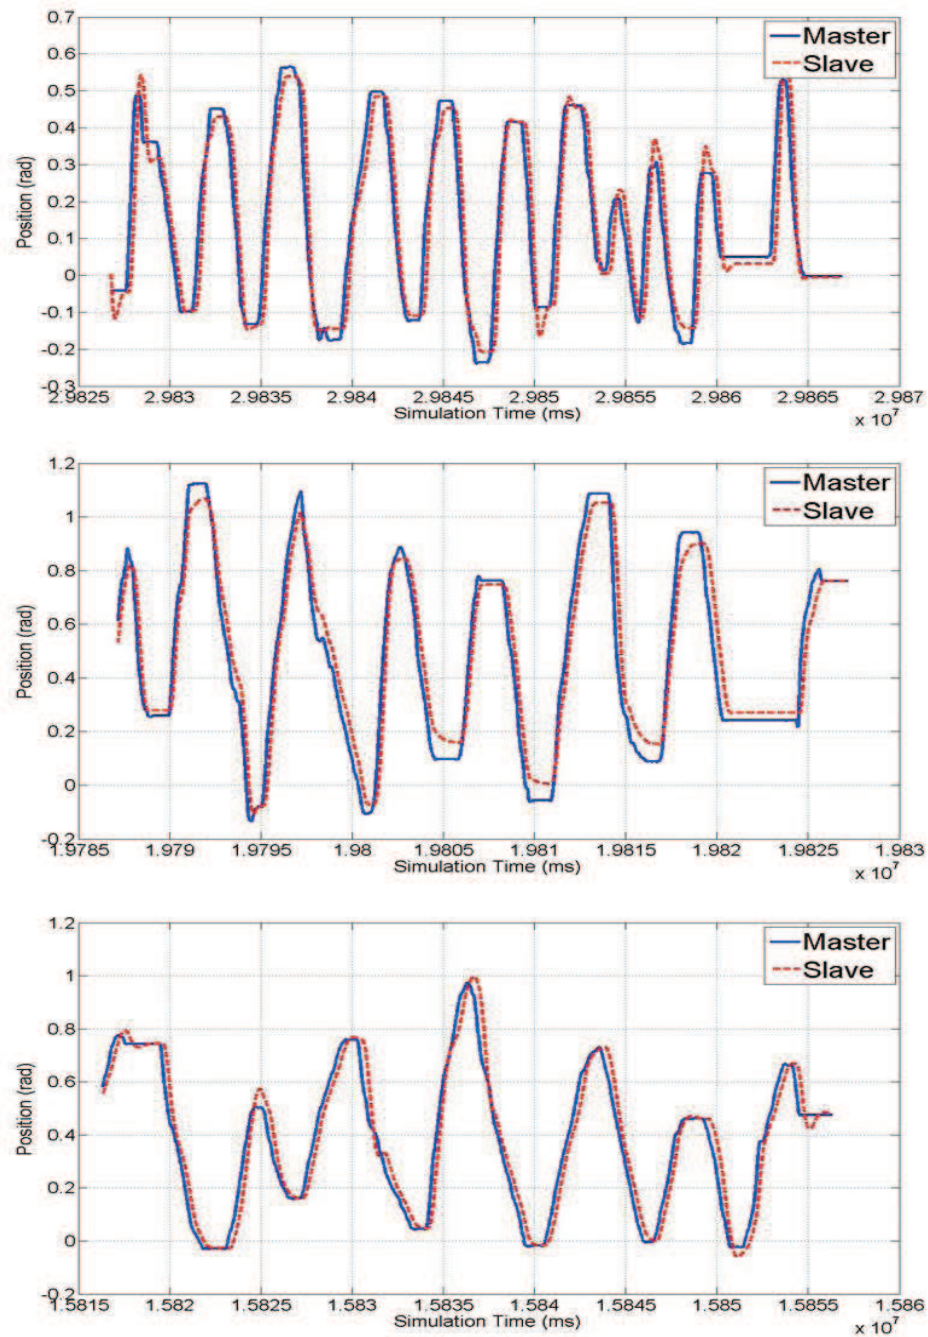 0.7
Master
Slave
0.6
0.5
0.4
0.3
0.2
0.1
0
-0.1
-0.2
-0.3
Position (rad)
2.9825 2.983 2.9835 2.984 2.9845 2.985 2.9855 2.986 2.9865 2.987
Simulation Time (ms)
x 10^7
1.2
Master
Slave
1
0.8
0.6
0.4
0.2
0
-0.2
Position (rad)
1.9785 1.979 1.9795 1.98 1.9805 1.981 1.9815 1.982 1.9825 1.983
Simulation Time (ms)
x 10^7
1.2
Master
Slave
1
0.8
0.6
0.4
0.2
0
-0.2
Position (rad)
1.5815 1.582 1.5825 1.583 1.5835 1.584 1.5845 1.585 1.5855 1.586
Simulation Time (ms)
x 10^7